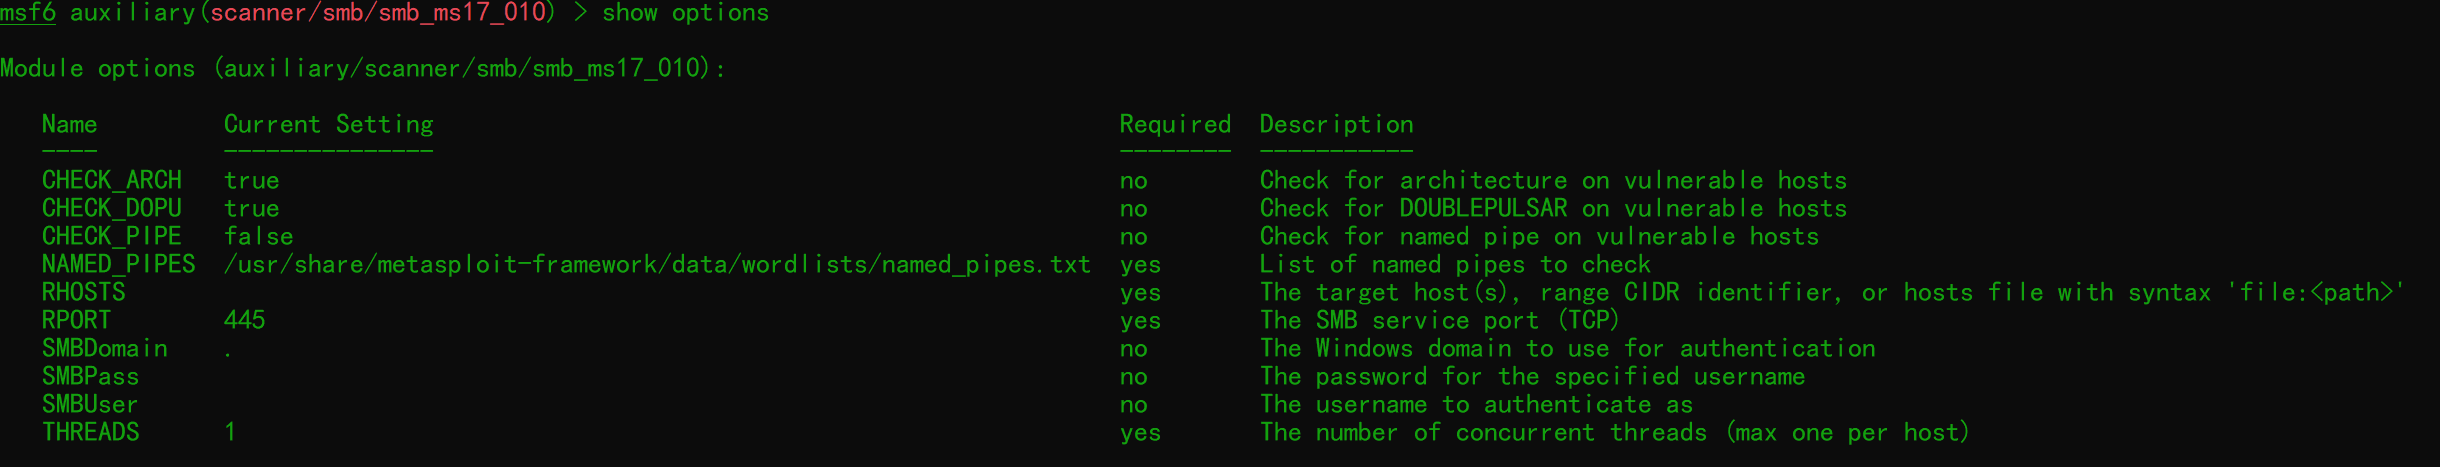 msf6 auxiliary(scanner/smb/smb_ms17_010) > show options
Module options (auxiliary/scanner/smb/smb_ms17_010):
Name Current Setting Required Description
---- --------------- -------- -----------
CHECK_ARCH true no Check for architecture on vulnerable hosts
CHECK_DOPU true no Check for DOUBLEPULSAR on vulnerable hosts
CHECK_PIPE false no Check for named pipe on vulnerable hosts
NAMED_PIPES /usr/share/metasploit-framework/data/wordlists/named_pipes.txt yes List of named pipes to check
RHOSTS yes The target host(s), range CIDR identifier, or hosts file with syntax 'file:<path>'
RPORT 445 yes The SMB service port (TCP)
SMBDomain . no The Windows domain to use for authentication
SMBPass no The password for the specified username
SMBUser no The username to authenticate as
THREADS 1 yes The number of concurrent threads (max one per host)